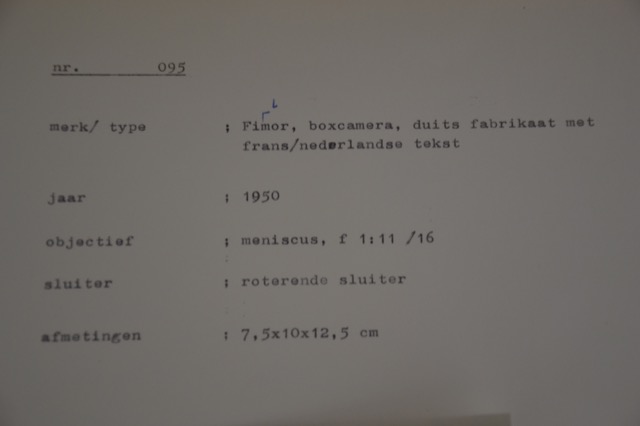 nr. 095
merk/ type ; Fimor, boxcamera, duits fabrikaat met
frans/nederlandse tekst
jaar ; 1950
objectief ; meniscus, f 1:11 /16
sluiter ; roterende sluiter
afmetingen ; 7,5x10x12,5 cm